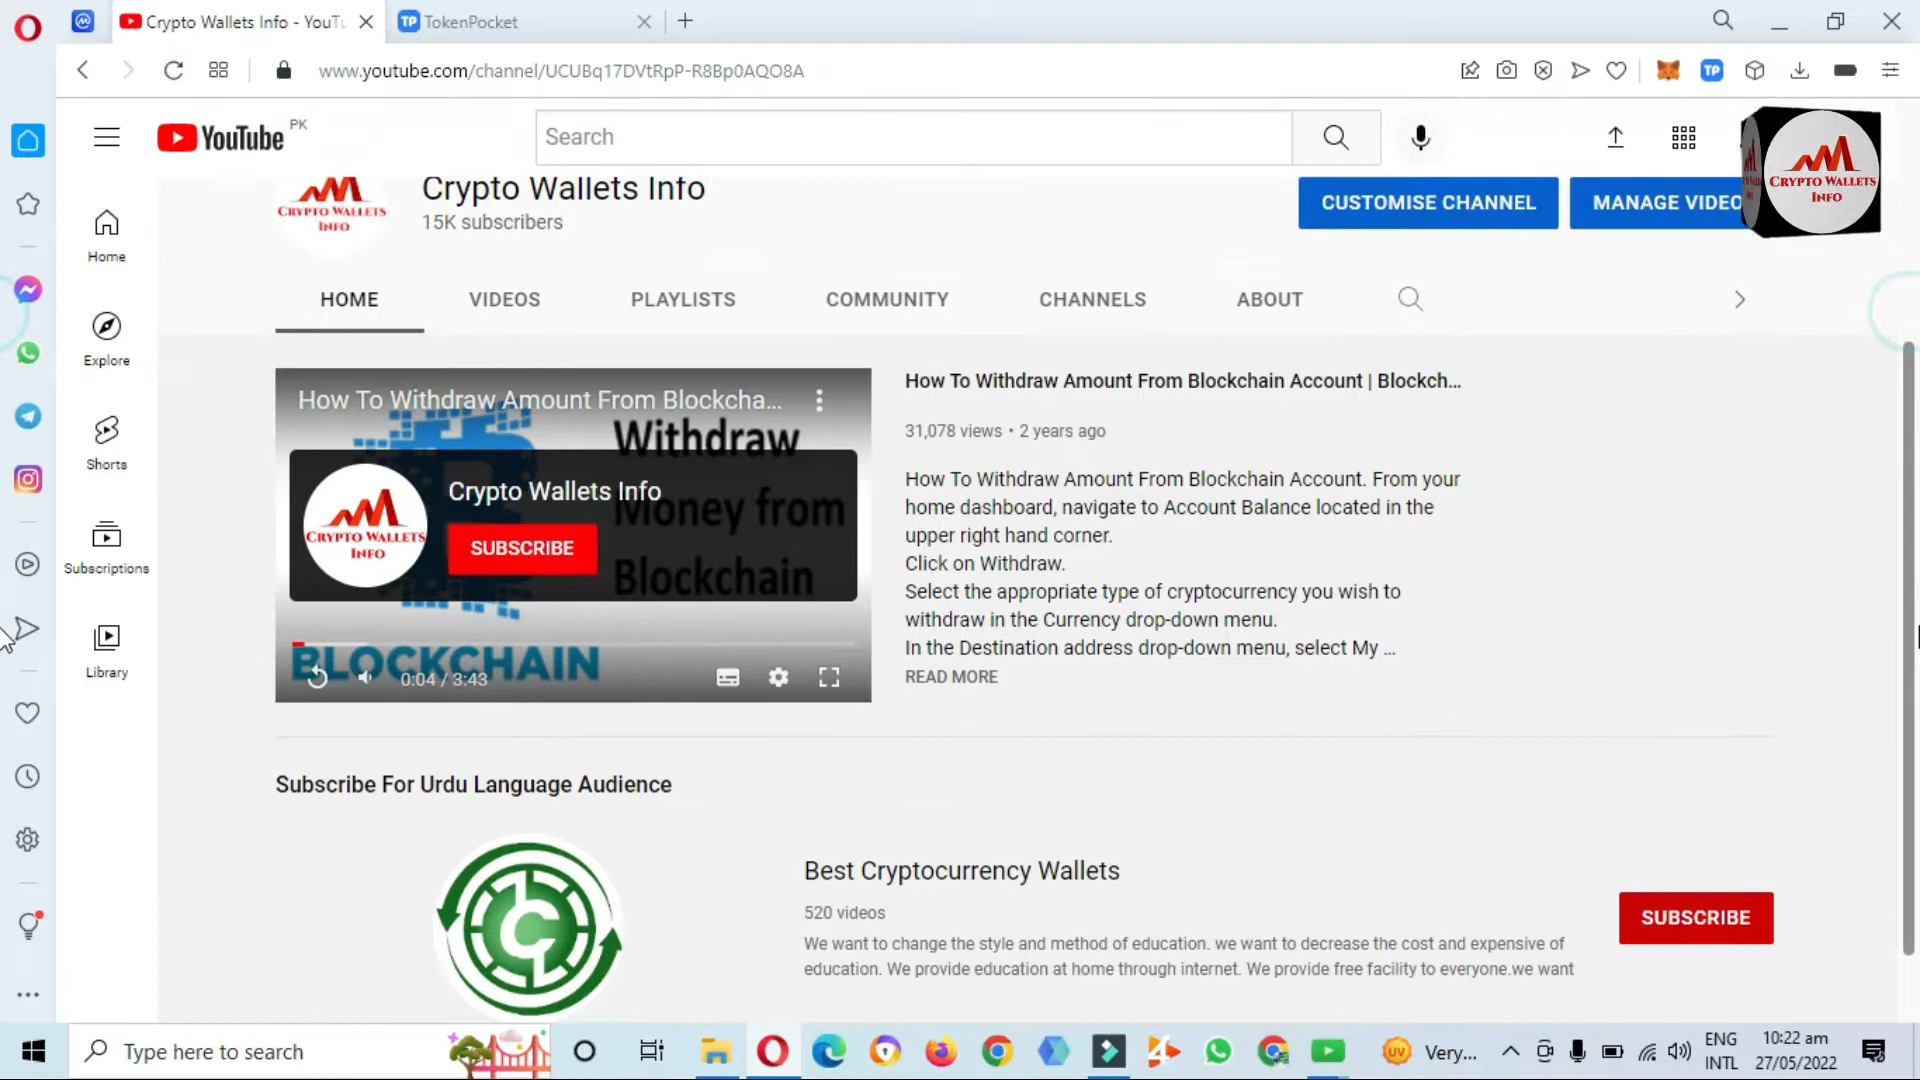 Crypto Wallets Info - YouTu
TP TokenPocket
www.youtube.com/channel/UCUBq17DVtRpP-R8Bp0AQO8A
TP
YouTube PK
Search
CRYPTO WALLETS
INFO
CRYPTO WALLETS
INFO
Crypto Wallets Info
15K subscribers
CUSTOMISE CHANNEL
MANAGE VIDEO
Home
Explore
Shorts
Subscriptions
Library
HOME
VIDEOS
PLAYLISTS
COMMUNITY
CHANNELS
ABOUT
How To Withdraw Amount From Blockcha...
Withdraw
Money from
Blockchain
BLOCKCHAIN
CRYPTO WALLETS
INFO
Crypto Wallets Info
SUBSCRIBE
0:04 / 3:43
How To Withdraw Amount From Blockchain Account | Blockch...
31,078 views • 2 years ago
How To Withdraw Amount From Blockchain Account. From your
home dashboard, navigate to Account Balance located in the
upper right hand corner.
Click on Withdraw.
Select the appropriate type of cryptocurrency you wish to
withdraw in the Currency drop-down menu.
In the Destination address drop-down menu, select My ...
READ MORE
Subscribe For Urdu Language Audience
Best Cryptocurrency Wallets
520 videos
We want to change the style and method of education. we want to decrease the cost and expensive of
education. We provide education at home through internet. We provide free facility to everyone.we want
SUBSCRIBE
Type here to search
UV
Very...
ENG
INTL
10:22 am
27/05/2022